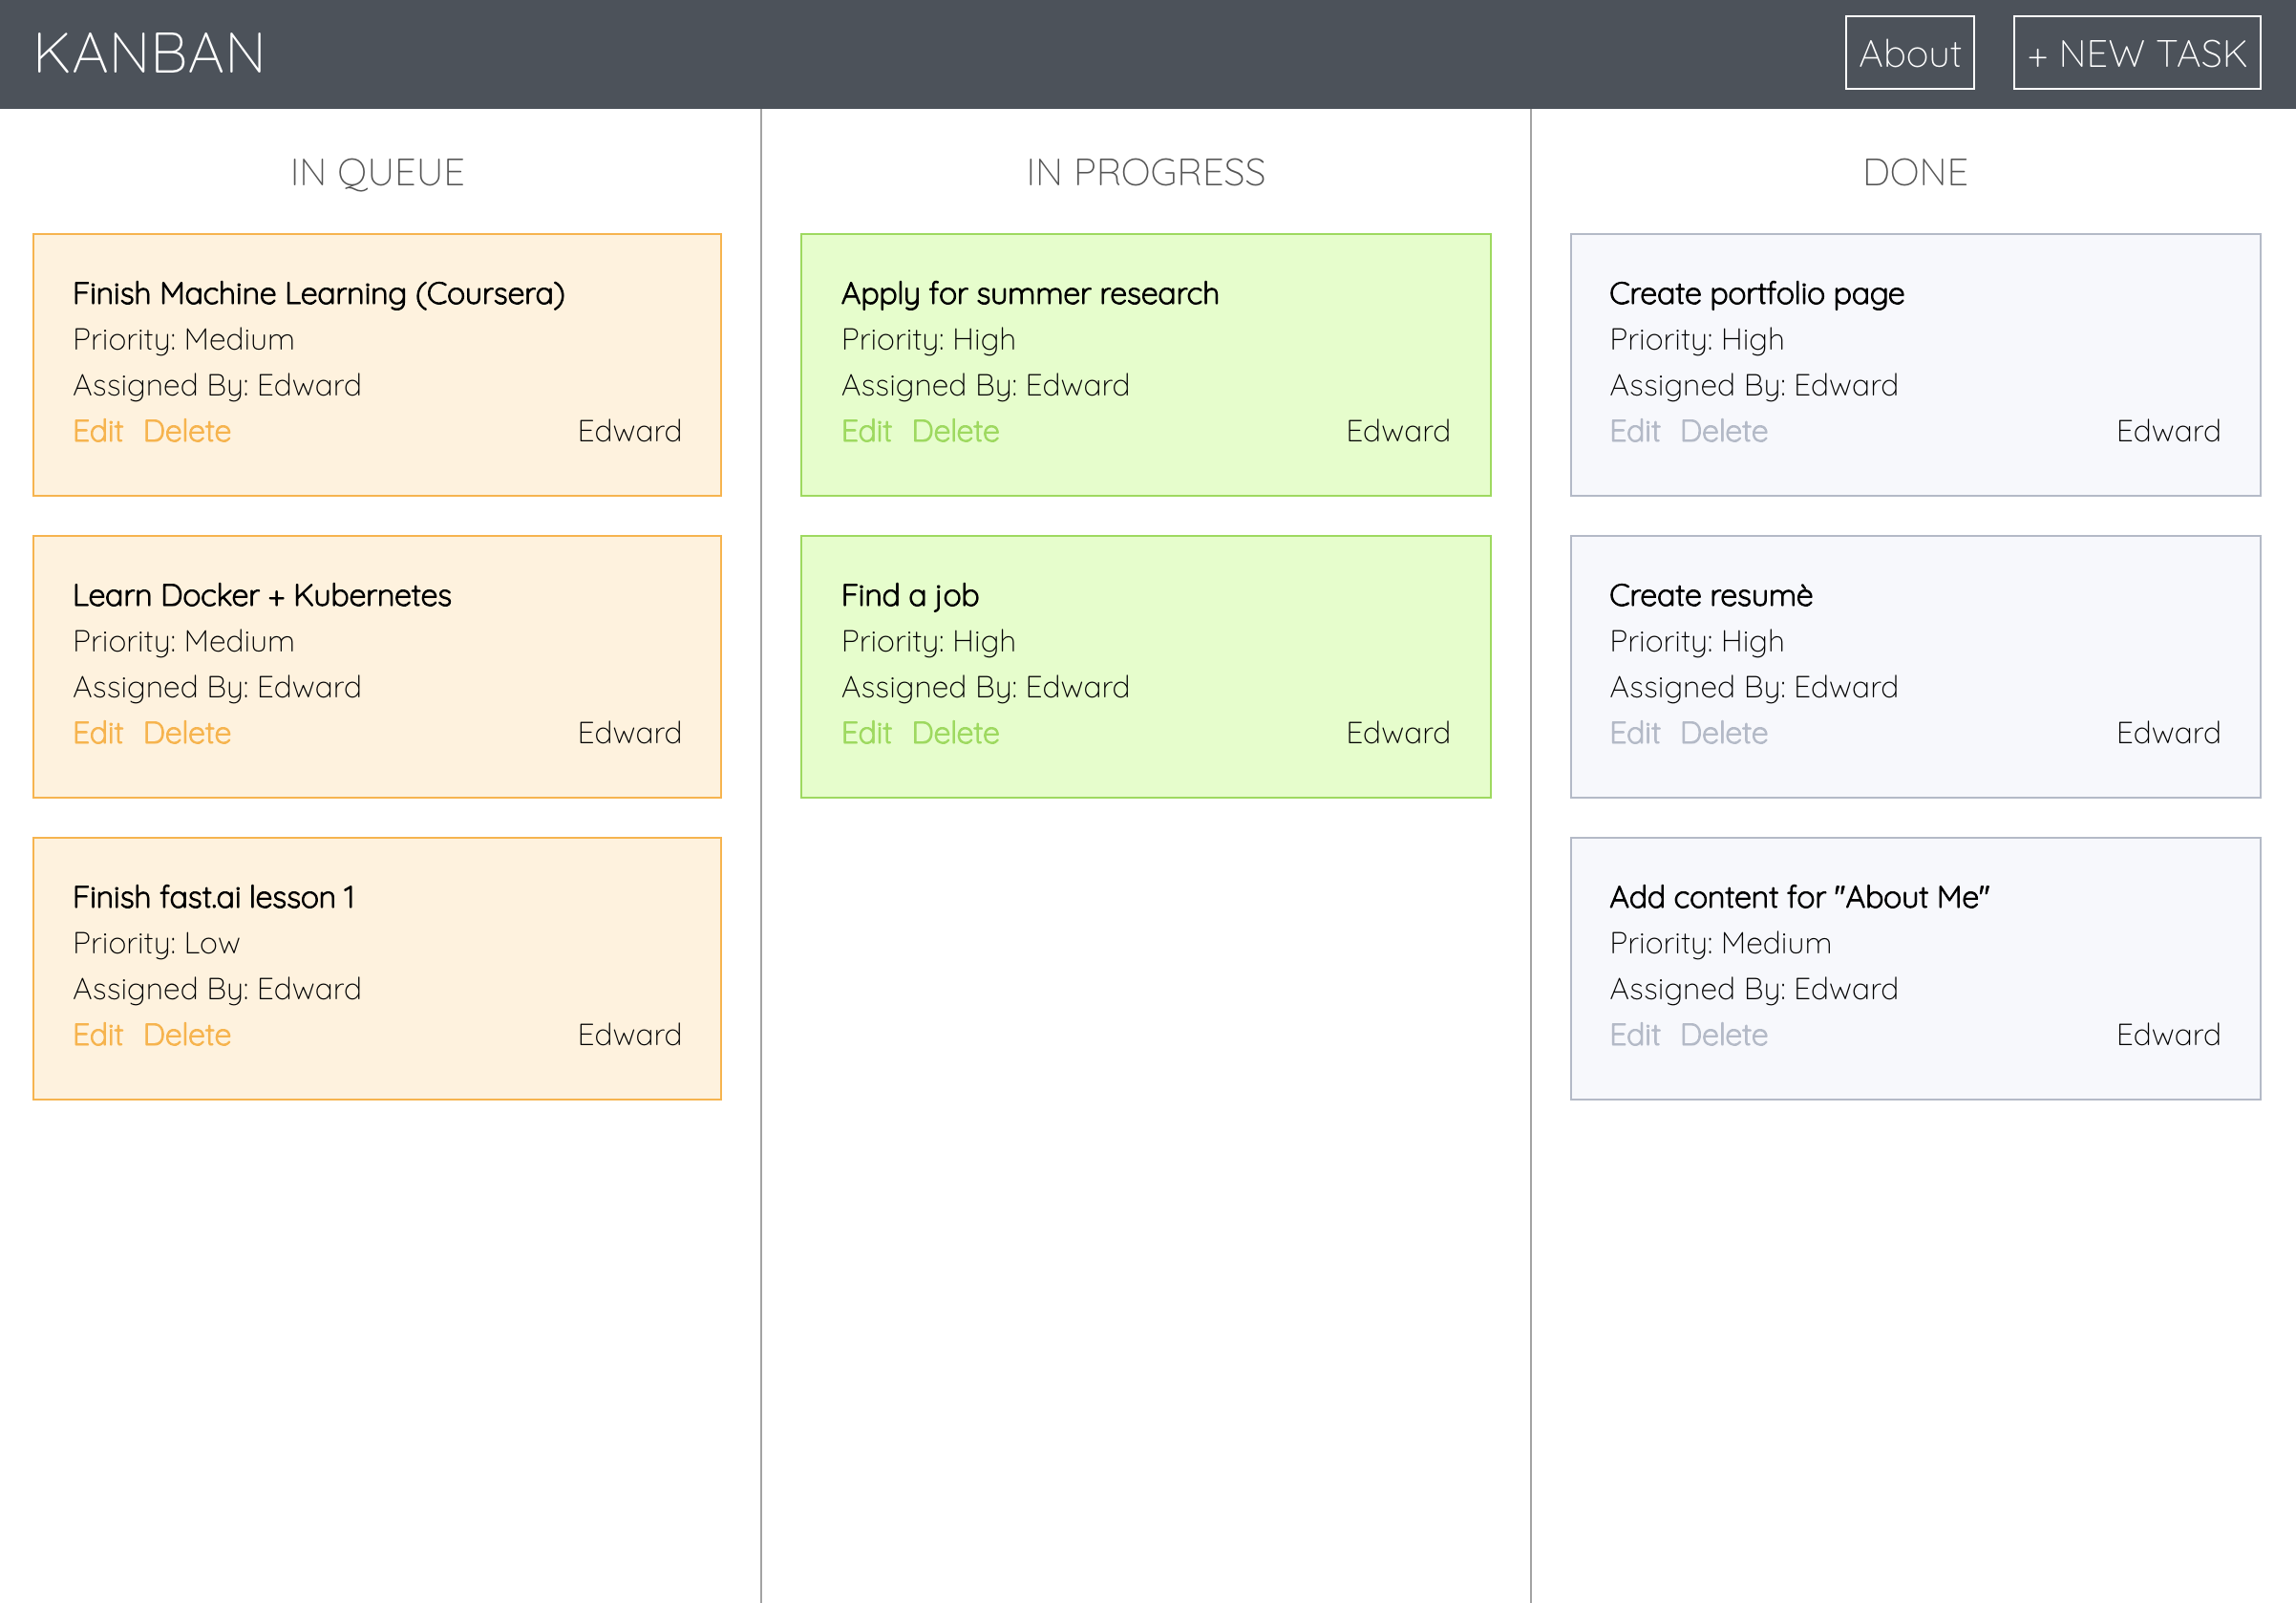 KANBAN
About
+ NEW TASK
IN QUEUE
Finish Machine Learning (Coursera)
Priority: Medium
Assigned By: Edward
Edit Delete Edward
Learn Docker + Kubernetes
Priority: Medium
Assigned By: Edward
Edit Delete Edward
Finish fast.ai lesson 1
Priority: Low
Assigned By: Edward
Edit Delete Edward
IN PROGRESS
Apply for summer research
Priority: High
Assigned By: Edward
Edit Delete Edward
Find a job
Priority: High
Assigned By: Edward
Edit Delete Edward
DONE
Create portfolio page
Priority: High
Assigned By: Edward
Edit Delete Edward
Create resumè
Priority: High
Assigned By: Edward
Edit Delete Edward
Add content for "About Me"
Priority: Medium
Assigned By: Edward
Edit Delete Edward